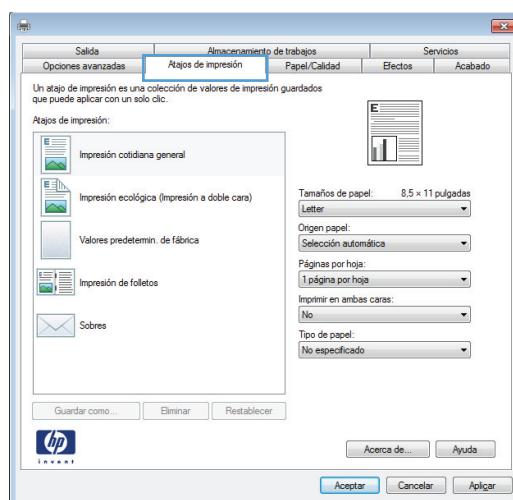 Salida
Almacenamiento de trabajos
Servicios
Opciones avanzadas
Atajos de impresión
Papel/Calidad
Efectos
Acabado
Un atajo de impresión es una colección de valores de impresión guardados
que puede aplicar con un solo clic.
Atajos de impresión:
E
Impresión cotidiana general
E
Impresión ecológica (Impresión a doble cara)
Valores predetermin. de fábrica
Impresión de folletos
Sobres
E
Tamaños de papel: 8,5 × 11 pulgadas
Letter
Origen papel:
Selección automática
Páginas por hoja:
1 página por hoja
Imprimir en ambas caras:
No
Tipo de papel:
No especificado
Guardar como...
Eliminar
Restablecer
hp
invent
Acerca de...
Ayuda
Aceptar
Cancelar
Aplicar